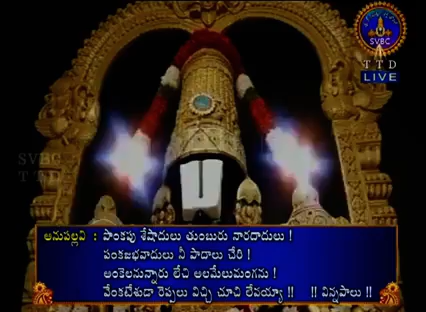 SVBC
TTD
LIVE
SVBC
TTD
అనుపల్లవి : పొంకపు శేషాదులు తుంబురు నారదాదులు !
పంకజభవాదులు నీ పాదాలు చేరి !
అంకెలనున్నారు లేచి అలమేలుమంగను !
వేంకటేశుడా రెప్పలు విచ్చి చూచి లేవయ్యా !! !! విన్నపాలు !!